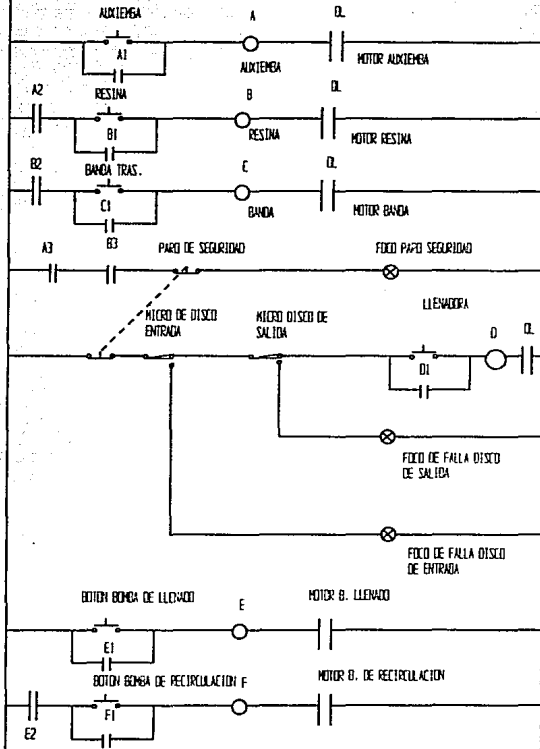 AUXIEMBA A OL
A1 AUXIEMBA MOTOR AUXIEMBA
A2 RESINA B OL
B1 RESINA MOTOR RESINA
B2 BANDA TRAS. C OL
C1 BANDA MOTOR BANDA
A3 B3 PARO DE SEGURIDAD FOCO PARO SEGURIDAD
LLENADORA
MICRO DE DISCO MICRO DISCO DE D OL
ENTRADA SALIDA
D1
FOCO DE FALLA DISCO
DE SALIDA
FOCO DE FALLA DISCO
DE ENTRADA
BOTON BOMBA DE LLENADO E MOTOR B. LLENADO
E1
BOTON BOMBA DE RECIRCULACION F MOTOR B. DE RECIRCULACION
E2 F1